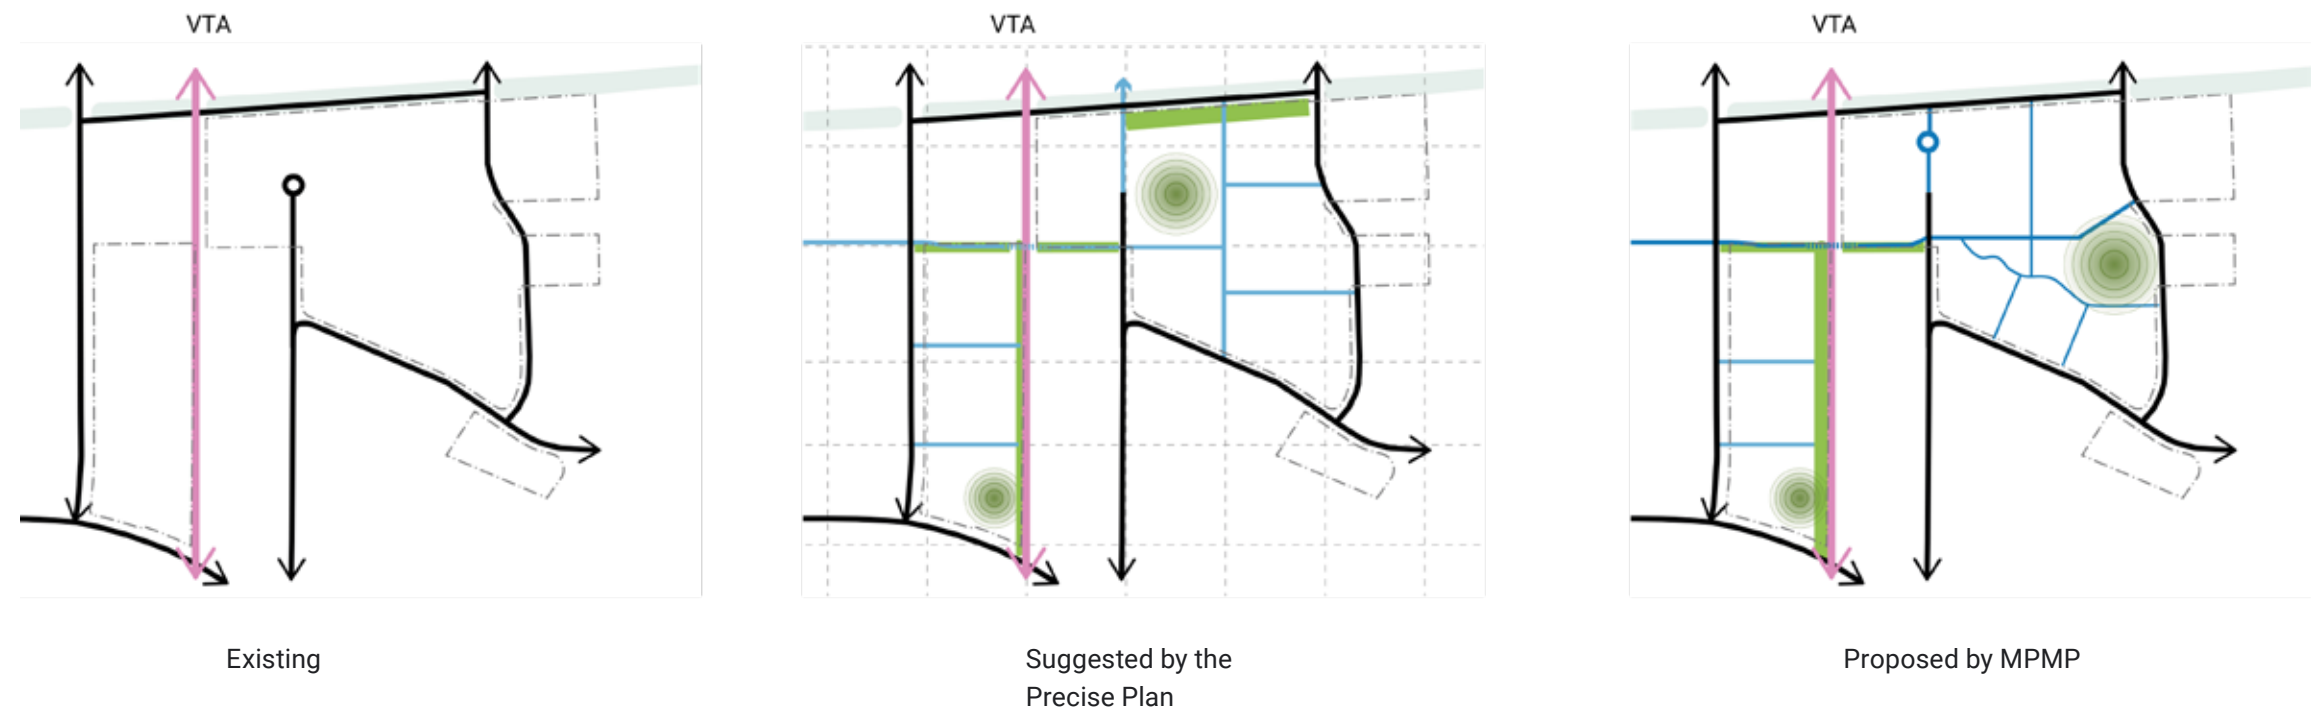 VTA
VTA
VTA
Existing
Suggested by the
Precise Plan
Proposed by MPMP